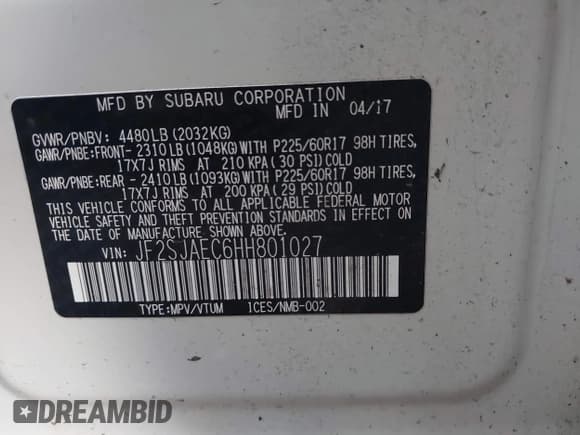 MFD BY SUBARU CORPORATION
MFD IN 04/17
GVWR/PNBV: 4480LB(2032KG)
GAWR/PNBE:FRONT-2310LB(1048KG)WITH P225/60R17 98H TIRES,
17X7J RIMS AT 210 KPA(30 PSI)COLD
GAWR/PNBE:REAR -2410LB(1093KG)WITH P225/60R17 98H TIRES,
17X7J RIMS AT 200 KPA(29 PSI)COLD
THIS VEHICLE CONFORMS TO ALL APPLICABLE FEDERAL MOTOR
VEHICLE SAFETY AND THEFT PREVENTION STANDARDS IN EFFECT
ON THE DATE OF MANUFACTURE SHOWN ABOVE.
VIN: JF2SJAEC6HH801027
TYPE:MPV/VTUM ICES/NMB-002
DREAMBID